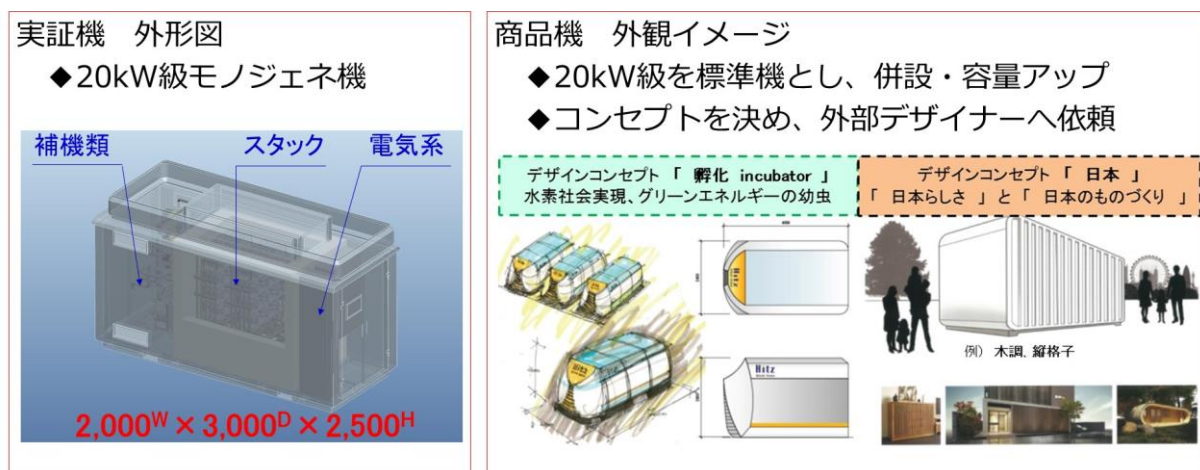 実証機　外形図
◆20kW級モノジェネ機
補機類
スタック
電気系
2,000W×3,000D×2,500H
商品機　外観イメージ
◆20kW級を標準機とし、併設・容量アップ
◆コンセプトを決め、外部デザイナーへ依頼
デザインコンセプト「 孵化 incubator 」
水素社会実現、グリーンエネルギーの幼虫
デザインコンセプト「 日本 」
「 日本らしさ 」と「 日本のものづくり 」
Hitz
Hitz
Hitz
例） 木調、縦格子